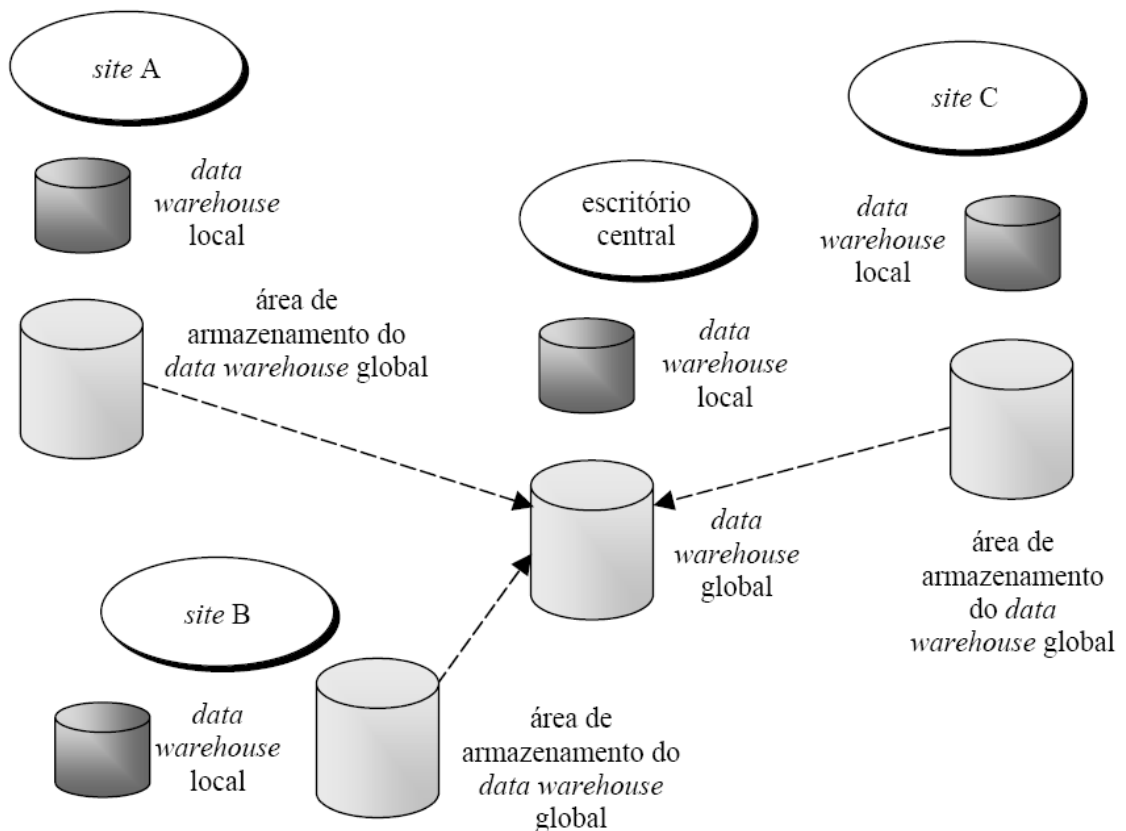 site A
data
warehouse
local
área de
armazenamento do
data warehouse global
escritório
central
data
warehouse
local
data
warehouse
global
site C
data
warehouse
local
área de
armazenamento
do data
warehouse global
site B
data
warehouse
local
área de
armazenamento do
data warehouse
global